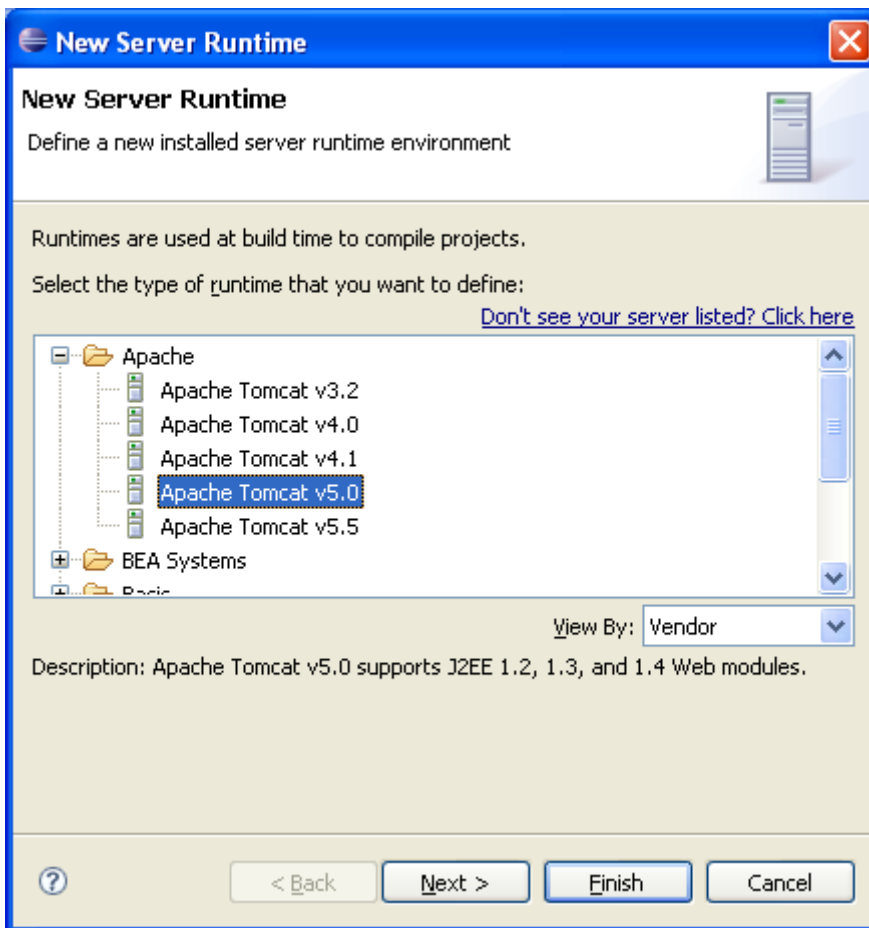 New Server Runtime
New Server Runtime
Define a new installed server runtime environment
Runtimes are used at build time to compile projects.
Select the type of runtime that you want to define:
Don't see your server listed? Click here
Apache
Apache Tomcat v3.2
Apache Tomcat v4.0
Apache Tomcat v4.1
Apache Tomcat v5.0
Apache Tomcat v5.5
BEA Systems
Basic
View By: Vendor
Description: Apache Tomcat v5.0 supports J2EE 1.2, 1.3, and 1.4 Web modules.
? < Back Next > Finish Cancel